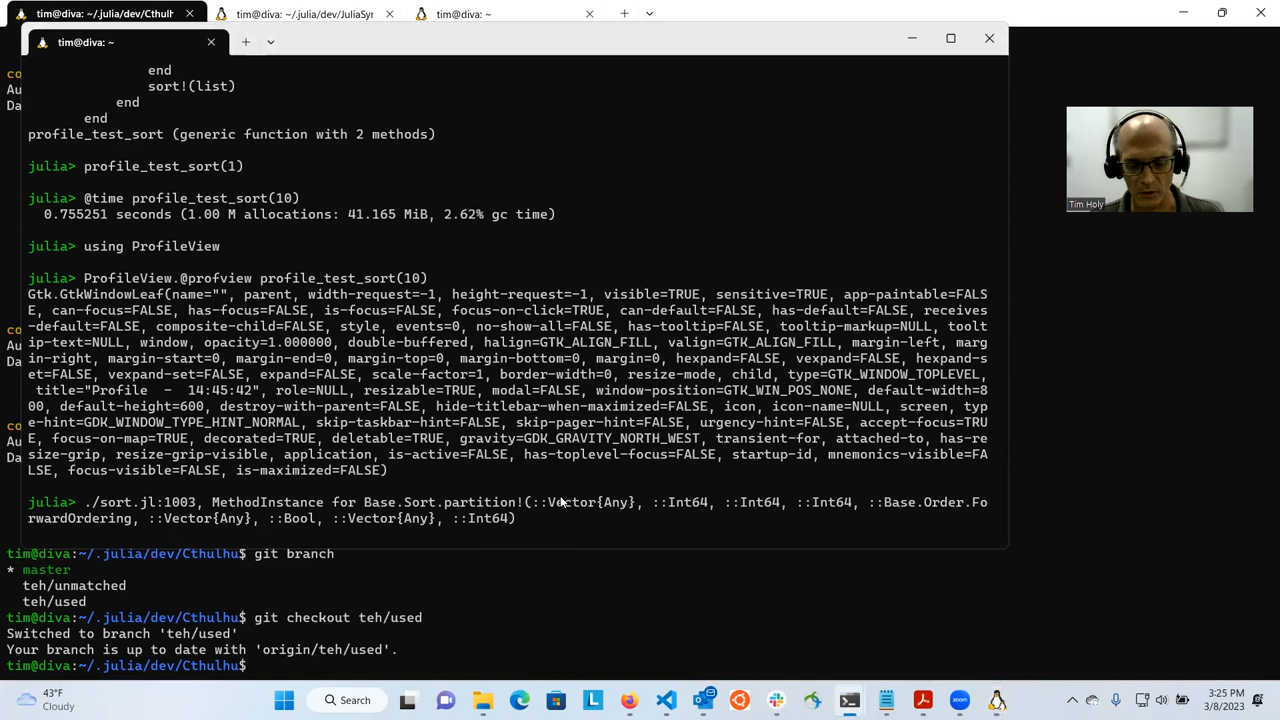 tim@diva: ~/.julia/dev/Cthulh
tim@diva: ~/.julia/dev/JuliaSyr
tim@diva: ~
tim@diva: ~
co
Au
Da
end
sort!(list)
end
end
profile_test_sort (generic function with 2 methods)
julia> profile_test_sort(1)
julia> @time profile_test_sort(10)
0.755251 seconds (1.00 M allocations: 41.165 MiB, 2.62% gc time)
julia> using ProfileView
julia> ProfileView.@profview profile_test_sort(10)
Gtk.GtkWindowLeaf(name="", parent, width-request=-1, height-request=-1, visible=TRUE, sensitive=TRUE, app-paintable=FALS
E, can-focus=FALSE, has-focus=FALSE, is-focus=FALSE, focus-on-click=TRUE, can-default=FALSE, has-default=FALSE, receives
-default=FALSE, composite-child=FALSE, style, events=0, no-show-all=FALSE, has-tooltip=FALSE, tooltip-markup=NULL, toolt
ip-text=NULL, window, opacity=1.000000, double-buffered, halign=GTK_ALIGN_FILL, valign=GTK_ALIGN_FILL, margin-left, marg
in-right, margin-start=0, margin-end=0, margin-top=0, margin-bottom=0, margin=0, hexpand=FALSE, vexpand=FALSE, hexpand-s
et=FALSE, vexpand-set=FALSE, expand=FALSE, scale-factor=1, border-width=0, resize-mode, child, type=GTK_WINDOW_TOPLEVEL,
title="Profile  -  14:45:42", role=NULL, resizable=TRUE, modal=FALSE, window-position=GTK_WIN_POS_NONE, default-width=8
00, default-height=600, destroy-with-parent=FALSE, hide-titlebar-when-maximized=FALSE, icon, icon-name=NULL, screen, typ
e-hint=GDK_WINDOW_TYPE_HINT_NORMAL, skip-taskbar-hint=FALSE, skip-pager-hint=FALSE, urgency-hint=FALSE, accept-focus=TRU
E, focus-on-map=TRUE, decorated=TRUE, deletable=TRUE, gravity=GDK_GRAVITY_NORTH_WEST, transient-for, attached-to, has-re
size-grip, resize-grip-visible, application, is-active=FALSE, has-toplevel-focus=FALSE, startup-id, mnemonics-visible=FA
LSE, focus-visible=FALSE, is-maximized=FALSE)
julia> ./sort.jl:1003, MethodInstance for Base.Sort.partition!(::Vector{Any}, ::Int64, ::Int64, ::Int64, ::Base.Order.Fo
rwardOrdering, ::Vector{Any}, ::Bool, ::Vector{Any}, ::Int64)
co
Au
Da
co
Au
Da
Tim Holy
tim@diva:~/.julia/dev/Cthulhu$ git branch
* master
teh/unmatched
teh/used
tim@diva:~/.julia/dev/Cthulhu$ git checkout teh/used
Switched to branch 'teh/used'
Your branch is up to date with 'origin/teh/used'.
tim@diva:~/.julia/dev/Cthulhu$
43°F
Cloudy
Search
3:25 PM
3/8/2023